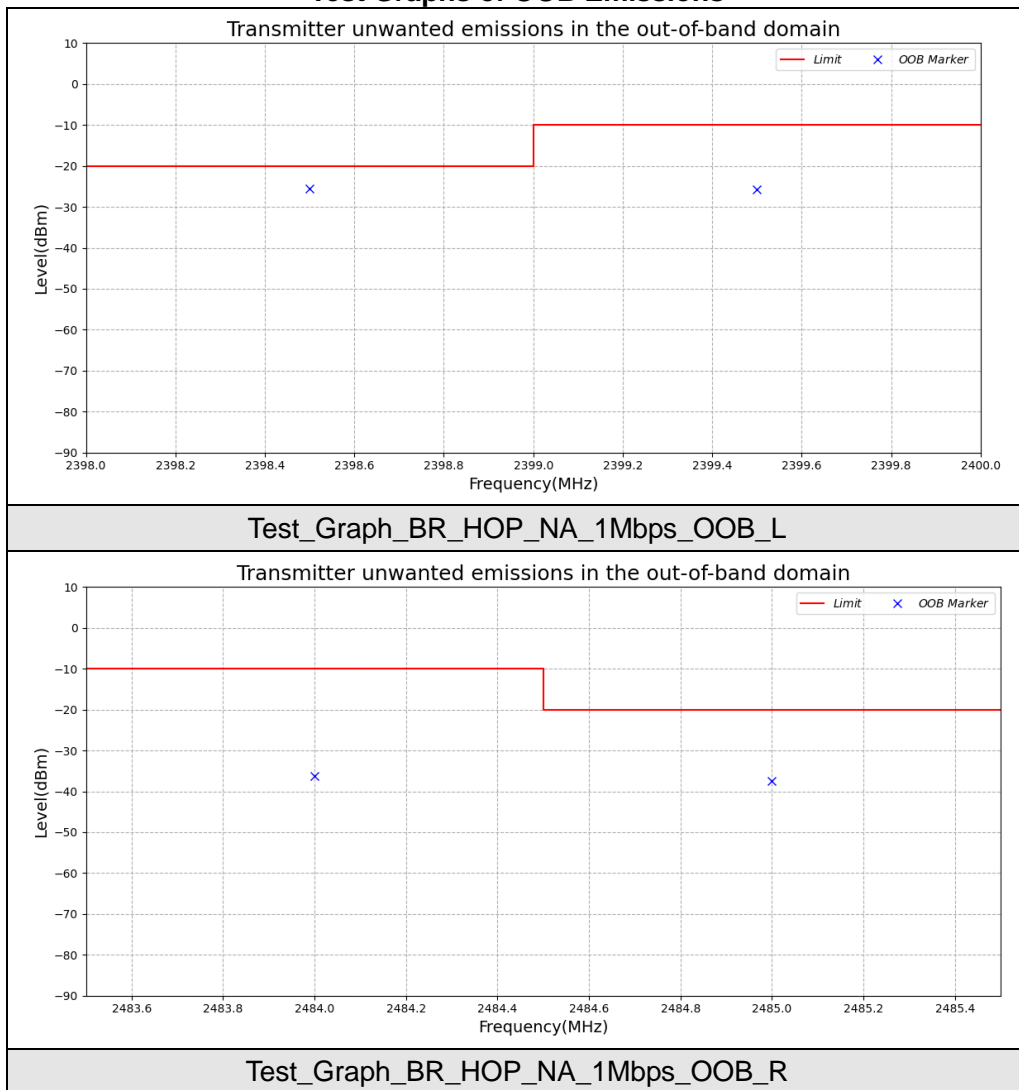 Test Graphs of OOB Emissions
Transmitter unwanted emissions in the out-of-band domain
Limit OOB Marker
10
0
−10
−20
−30
−40
−50
−60
−70
−80
−90
Level(dBm)
2398.0 2398.2 2398.4 2398.6 2398.8 2399.0 2399.2 2399.4 2399.6 2399.8 2400.0
Frequency(MHz)
Test_Graph_BR_HOP_NA_1Mbps_OOB_L
Transmitter unwanted emissions in the out-of-band domain
Limit OOB Marker
10
0
−10
−20
−30
−40
−50
−60
−70
−80
−90
Level(dBm)
2483.6 2483.8 2484.0 2484.2 2484.4 2484.6 2484.8 2485.0 2485.2 2485.4
Frequency(MHz)
Test_Graph_BR_HOP_NA_1Mbps_OOB_R